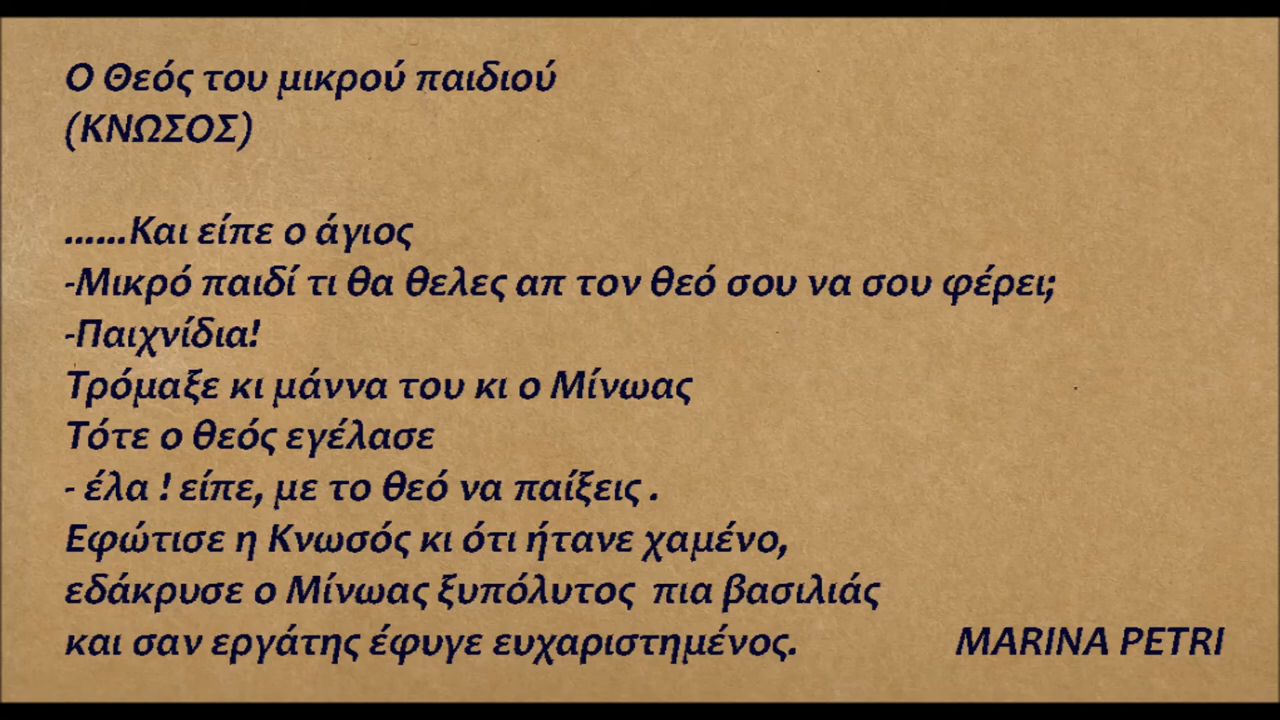 Ο Θεός του μικρού παιδιού
(ΚΝΩΣΟΣ)
......Και είπε ο άγιος
-Μικρό παιδί τι θα θελες απ τον θεό σου να σου φέρει;
-Παιχνίδια!
Τρόμαξε κι μάννα του κι ο Μίνωας
Τότε ο θεός εγέλασε
- έλα ! είπε, με το θεό να παίξεις .
Εφώτισε η Κνωσός κι ότι ήτανε χαμένο,
εδάκρυσε ο Μίνωας ξυπόλυτος  πια βασιλιάς
και σαν εργάτης έφυγε ευχαριστημένος. MARINA PETRI